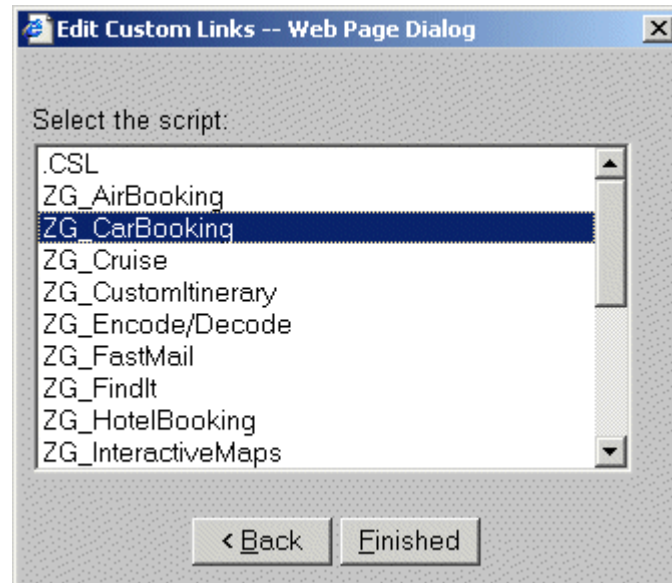 Edit Custom Links -- Web Page Dialog
Select the script:
.CSL
ZG_AirBooking
ZG_CarBooking
ZG_Cruise
ZG_CustomItinerary
ZG_Encode/Decode
ZG_FastMail
ZG_FindIt
ZG_HotelBooking
ZG_InteractiveMaps
< Back Finished